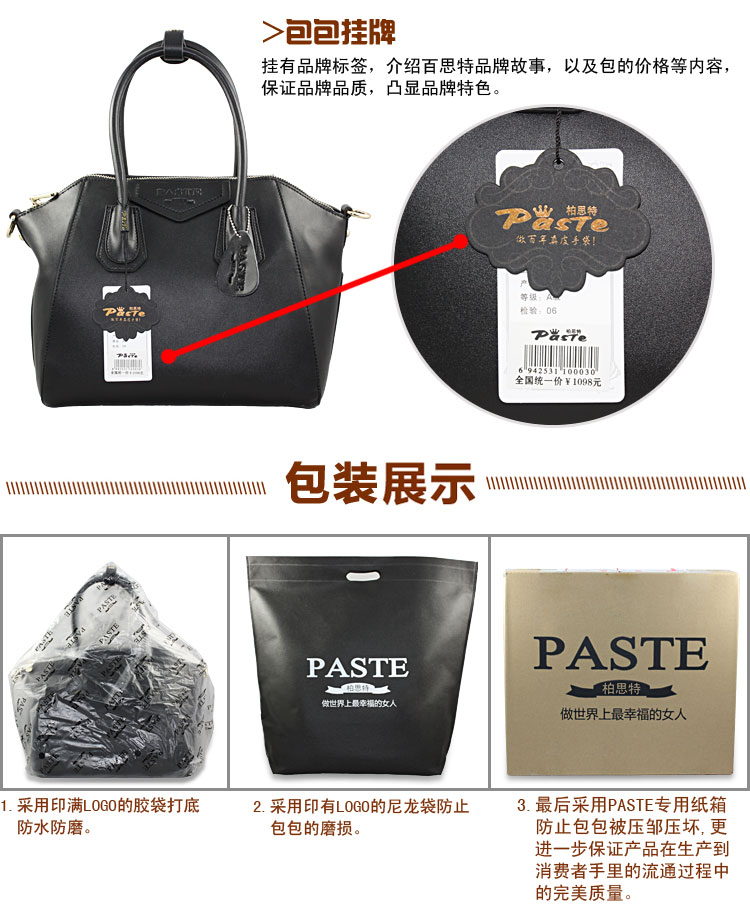 >包包挂牌
挂有品牌标签，介绍百思特品牌故事，以及包的价格等内容，
保证品牌品质，凸显品牌特色。
PASTE
柏思特
Paste
做百年真皮手袋!
等级：A
检验：06
柏思特
Paste
6 942531 100030
全国统一价￥1098元
Paste
Paste
包装展示
PASTE
柏思特
做世界上最幸福的女人
PASTE
柏思特
做世界上最幸福的女人
1. 采用印满LOGO的胶袋打底
防水防磨。
2. 采用印有LOGO的尼龙袋防止
包包的磨损。
3. 最后采用PASTE专用纸箱
防止包包被压邹压坏,更
进一步保证产品在生产到
消费者手里的流通过程中
的完美质量。